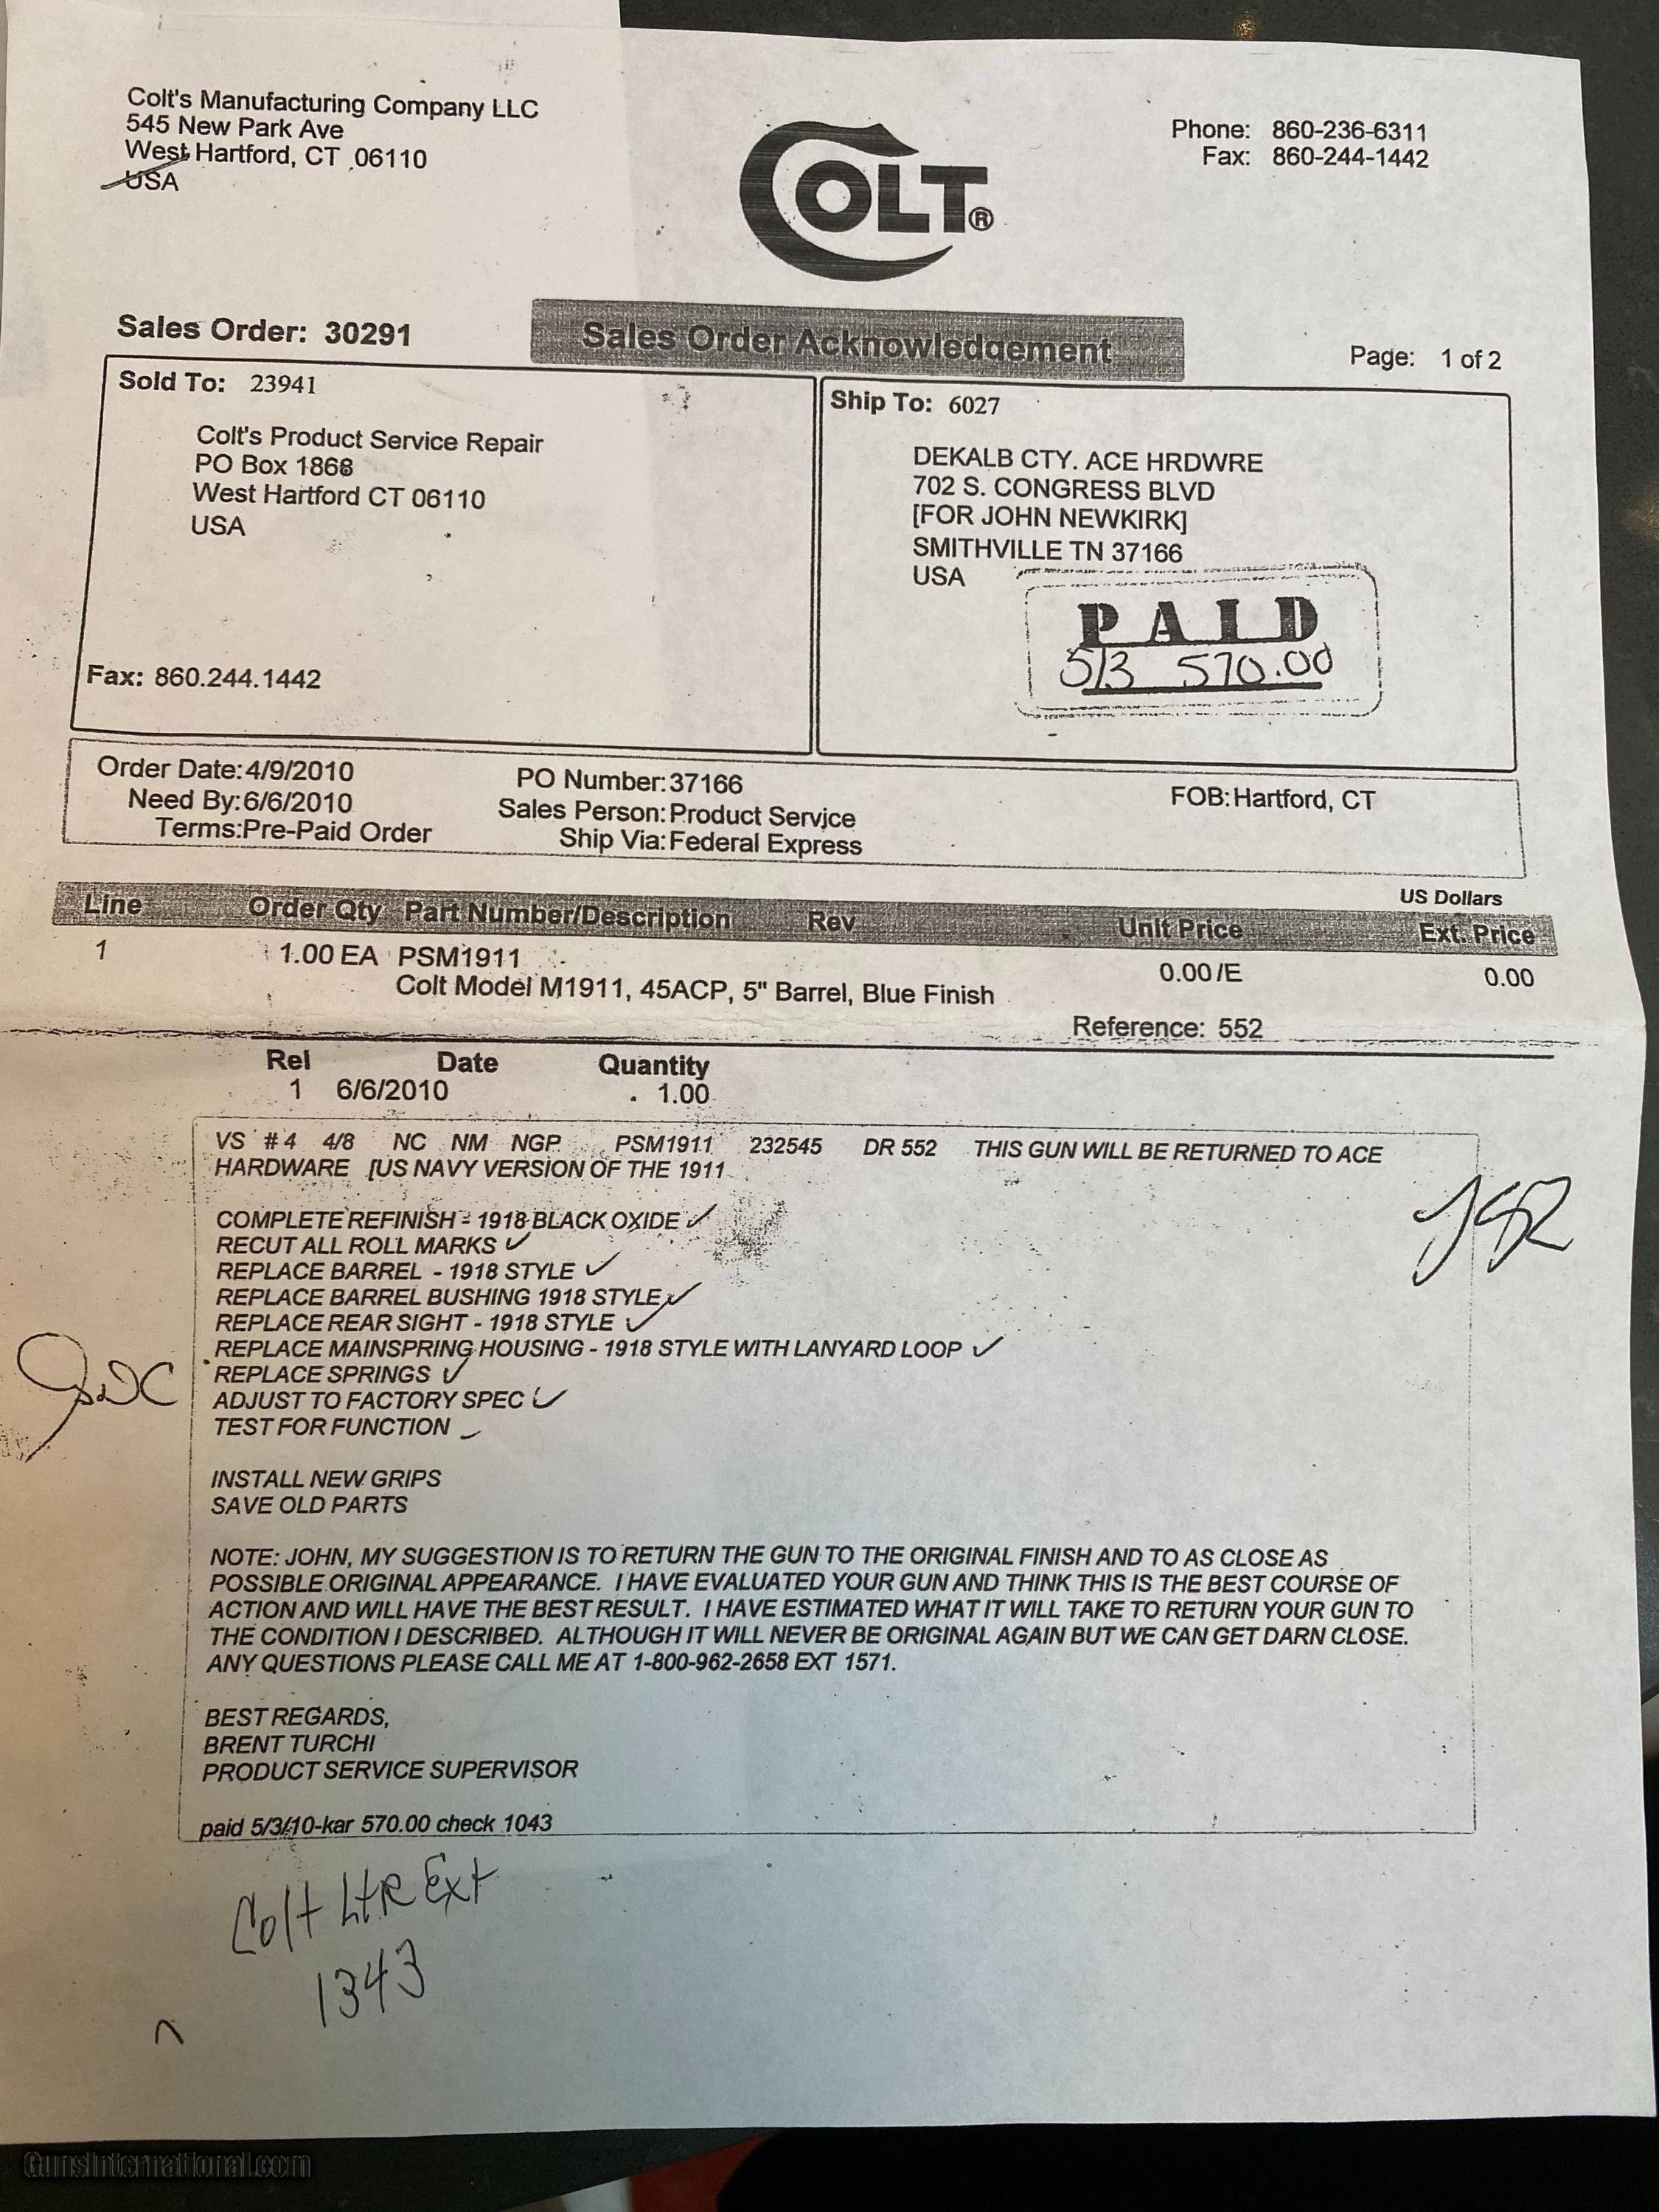 Colt's Manufacturing Company LLC
545 New Park Ave
West Hartford, CT 06110
USA
COLT®
Phone: 860-236-6311
Fax: 860-244-1442
Sales Order: 30291
Sales Order Acknowledgement
Page: 1 of 2
Sold To: 23941
Colt's Product Service Repair
PO Box 1868
West Hartford CT 06110
USA
Fax: 860.244.1442
Ship To: 6027
DEKALB CTY. ACE HRDWRE
702 S. CONGRESS BLVD
[FOR JOHN NEWKIRK]
SMITHVILLE TN 37166
USA
PAID
5/3 570.00
Order Date: 4/9/2010
Need By: 6/6/2010
Terms: Pre-Paid Order
PO Number: 37166
Sales Person: Product Service
Ship Via: Federal Express
FOB: Hartford, CT
US Dollars
Line Order Qty Part Number/Description Rev Unit Price Ext. Price
1 1.00 EA PSM1911 0.00 /E 0.00
Colt Model M1911, 45ACP, 5" Barrel, Blue Finish
Reference: 552
Rel Date Quantity
1 6/6/2010 1.00
VS # 4 4/8 NC NM NGP PSM1911 232545 DR 552 THIS GUN WILL BE RETURNED TO ACE
HARDWARE [US NAVY VERSION OF THE 1911
COMPLETE REFINISH - 1918 BLACK OXIDE ✓
RECUT ALL ROLL MARKS ✓
REPLACE BARREL - 1918 STYLE ✓
REPLACE BARREL BUSHING 1918 STYLE ✓
REPLACE REAR SIGHT - 1918 STYLE ✓
REPLACE MAINSPRING HOUSING - 1918 STYLE WITH LANYARD LOOP ✓
REPLACE SPRINGS ✓
ADJUST TO FACTORY SPEC ✓
TEST FOR FUNCTION
INSTALL NEW GRIPS
SAVE OLD PARTS
NOTE: JOHN, MY SUGGESTION IS TO RETURN THE GUN TO THE ORIGINAL FINISH AND TO AS CLOSE AS
POSSIBLE ORIGINAL APPEARANCE. I HAVE EVALUATED YOUR GUN AND THINK THIS IS THE BEST COURSE OF
ACTION AND WILL HAVE THE BEST RESULT. I HAVE ESTIMATED WHAT IT WILL TAKE TO RETURN YOUR GUN TO
THE CONDITION I DESCRIBED. ALTHOUGH IT WILL NEVER BE ORIGINAL AGAIN BUT WE CAN GET DARN CLOSE.
ANY QUESTIONS PLEASE CALL ME AT 1-800-962-2658 EXT 1571.
BEST REGARDS,
BRENT TURCHI
PRODUCT SERVICE SUPERVISOR
paid 5/3/10-kar 570.00 check 1043
Colt LtR Ext
1343
GunsInternational.com